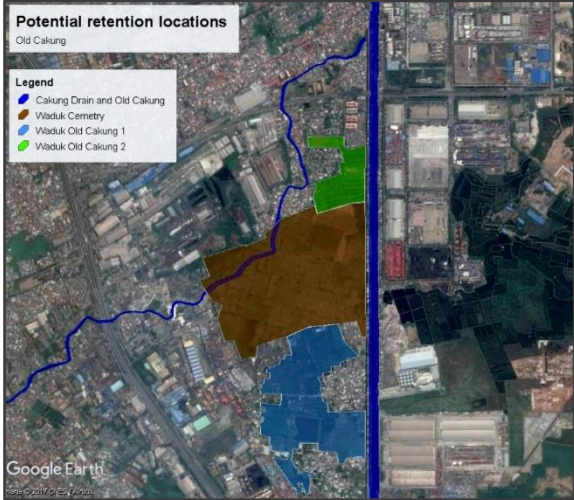 Potential retention locations
Old Cakung
Legend
Cakung Drain and Old Cakung
Waduk Cemetry
Waduk Old Cakung 1
Waduk Old Cakung 2
Google Earth